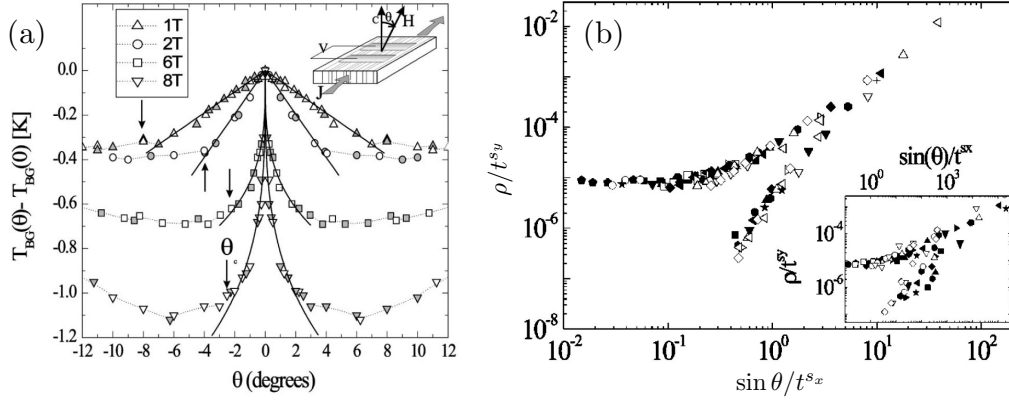 (a)
1T
2T
6T
8T
c θ H
V
J
T_BG(θ)- T_BG(0) [K]
0.0
-0.2
-0.4
-0.6
-0.8
-1.0
-1.2
θ_c
-12 -10 -8 -6 -4 -2 0 2 4 6 8 10 12
θ (degrees)
(b)
ρ/t^{s_y}
10^{-2}
10^{-4}
10^{-6}
10^{-8}
10^{-2} 10^{-1} 10^0 10^1 10^2
sin θ/t^{s_x}
sin(θ)/t^{sx}
10^0 10^3
10^{-4}
10^{-6}
ρ/t^{sy}